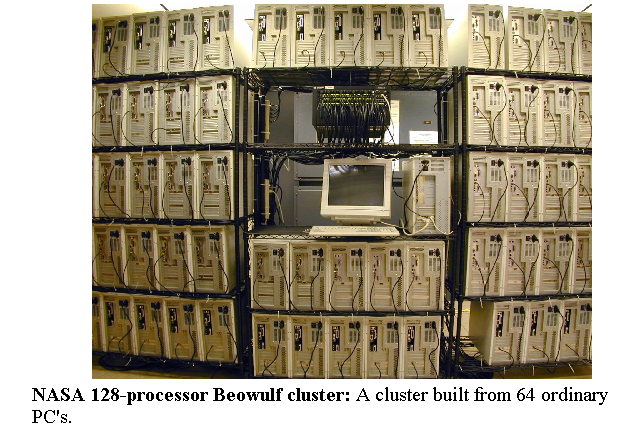 NASA 128-processor Beowulf cluster: A cluster built from 64 ordinary
PC's.